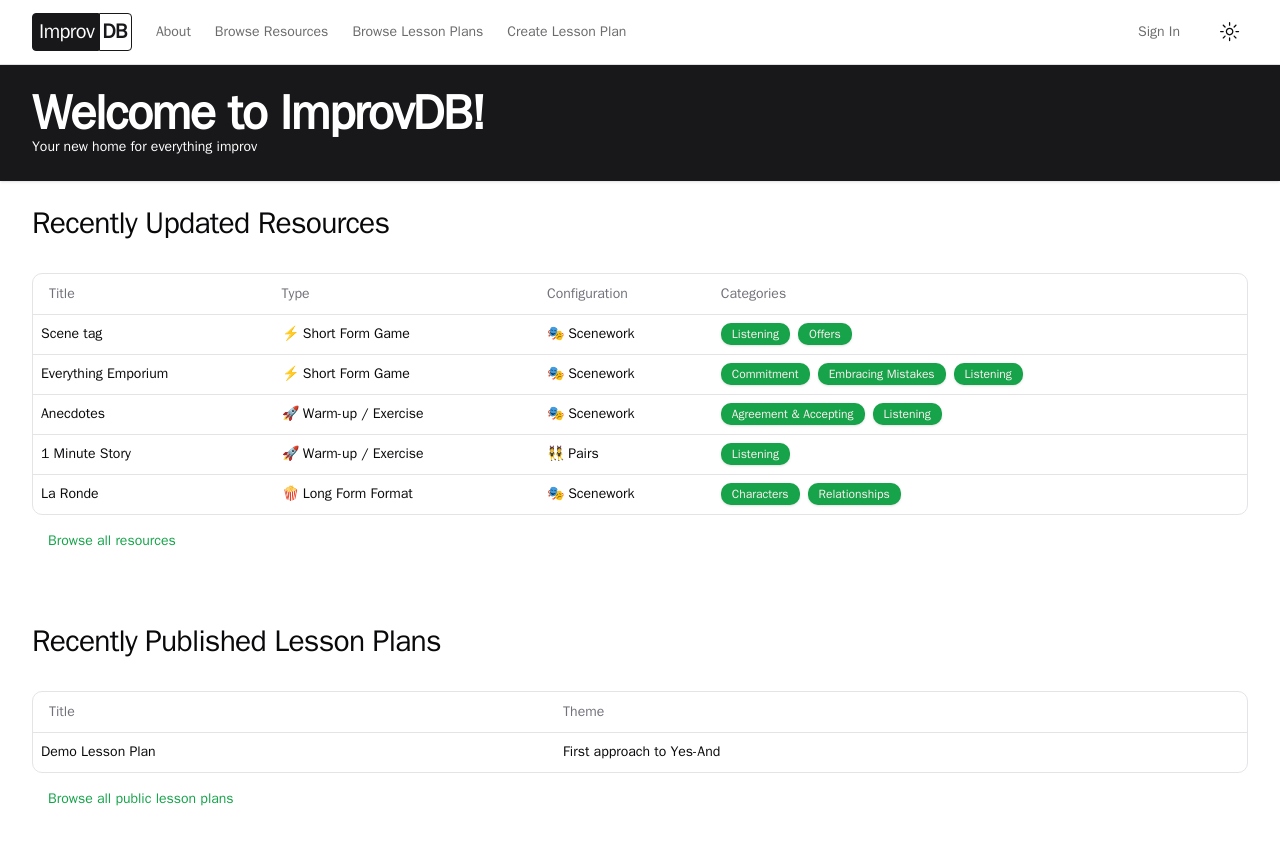 Improv DB About Browse Resources Browse Lesson Plans Create Lesson Plan Sign In
Welcome to ImprovDB!
Your new home for everything improv
Recently Updated Resources
Title Type Configuration Categories
Scene tag ⚡ Short Form Game 🎭 Scenework Listening Offers
Everything Emporium ⚡ Short Form Game 🎭 Scenework Commitment Embracing Mistakes Listening
Anecdotes 🚀 Warm-up / Exercise 🎭 Scenework Agreement & Accepting Listening
1 Minute Story 🚀 Warm-up / Exercise 👯 Pairs Listening
La Ronde 🍿 Long Form Format 🎭 Scenework Characters Relationships
Browse all resources
Recently Published Lesson Plans
Title Theme
Demo Lesson Plan First approach to Yes-And
Browse all public lesson plans